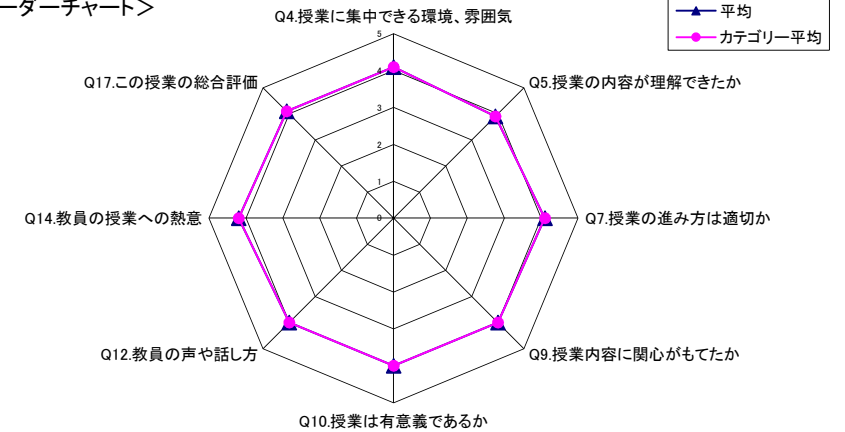 ーダーチャート＞
平均
カテゴリー平均
Q4.授業に集中できる環境、雰囲気
Q5.授業の内容が理解できたか
Q7.授業の進み方は適切か
Q9.授業内容に関心がもてたか
Q10.授業は有意義であるか
Q12.教員の声や話し方
Q14.教員の授業への熱意
Q17.この授業の総合評価
5
4
3
2
1
0